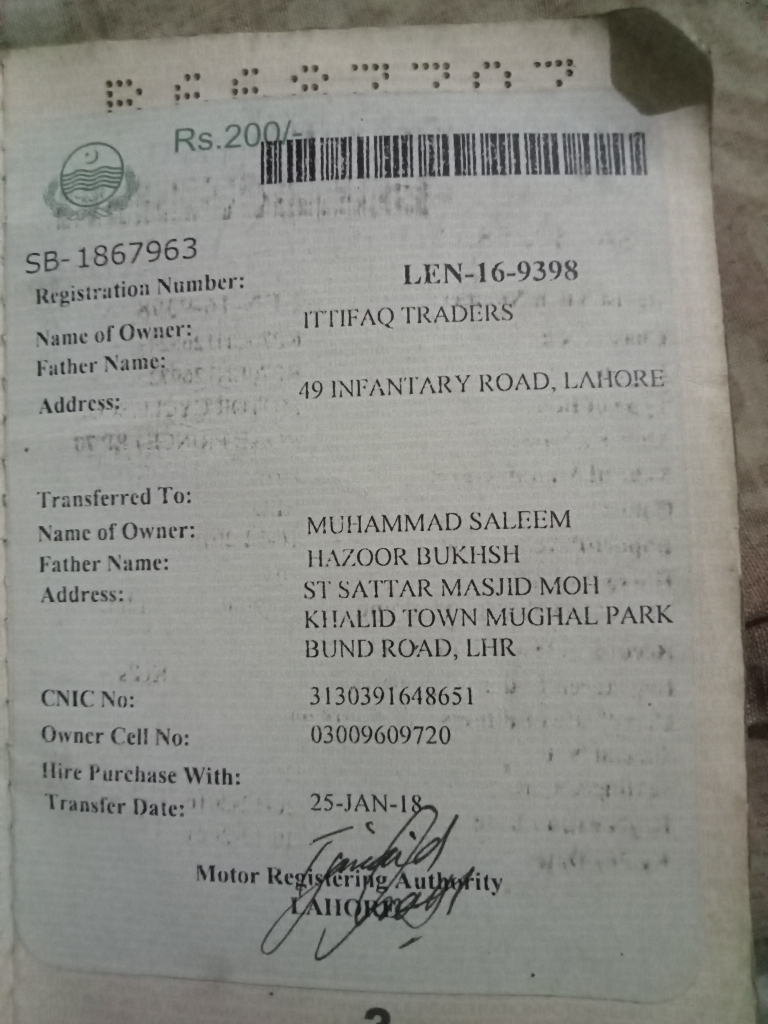 Rs.200/-
SB-1867963
Registration Number: LEN-16-9398
Name of Owner: ITTIFAQ TRADERS
Father Name:
Address: 49 INFANTARY ROAD, LAHORE
Transferred To:
Name of Owner: MUHAMMAD SALEEM
Father Name: HAZOOR BUKHSH
Address: ST SATTAR MASJID MOH
KHALID TOWN MUGHAL PARK
BUND ROAD, LHR
CNIC No: 3130391648651
Owner Cell No: 03009609720
Hire Purchase With:
Transfer Date: 25-JAN-18
Motor Registering Authority
LAHORE
3